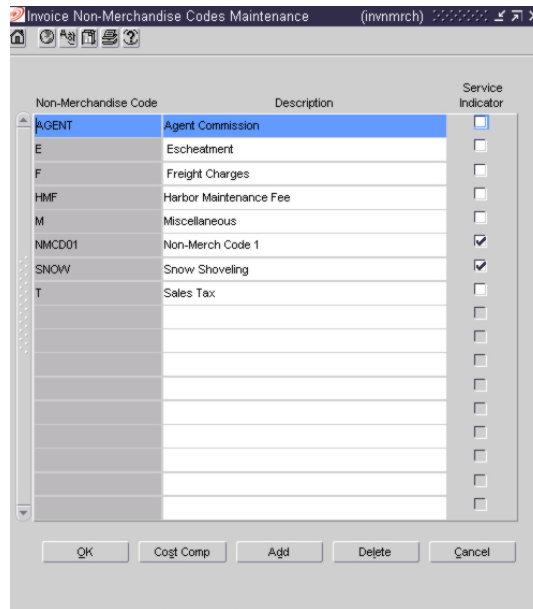 Invoice Non-Merchandise Codes Maintenance (invnmrch)
Service
Non-Merchandise Code Description Indicator
AGENT Agent Commission
E Escheatment
F Freight Charges
HMF Harbor Maintenance Fee
M Miscellaneous
NMCD01 Non-Merch Code 1
SNOW Snow Shoveling
T Sales Tax
OK Cost Comp Add Delete Cancel